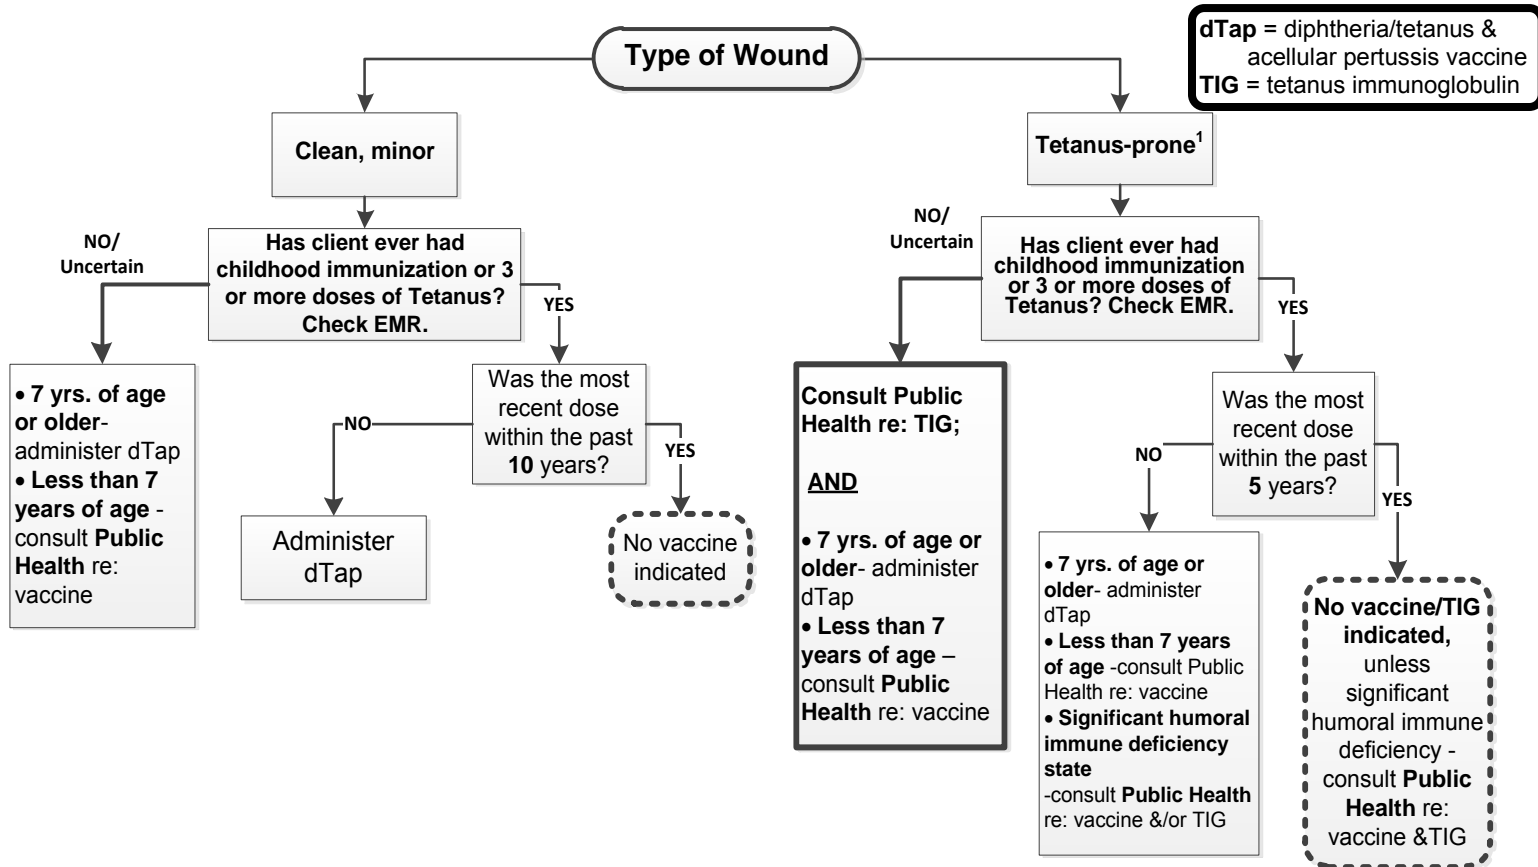 Type of Wound
dTap = diphtheria/tetanus &
acellular pertussis vaccine
TIG = tetanus immunoglobulin
Clean, minor
Has client ever had
childhood immunization or 3
or more doses of Tetanus?
Check EMR.
NO/
Uncertain
YES
• 7 yrs. of age
or older-
administer dTap
• Less than 7
years of age -
consult Public
Health re:
vaccine
Was the most
recent dose
within the past
10 years?
NO
YES
Administer
dTap
No vaccine
indicated
Tetanus-prone1
Has client ever had
childhood immunization
or 3 or more doses of
Tetanus? Check EMR.
NO/
Uncertain
YES
Consult Public
Health re: TIG;
AND
• 7 yrs. of age or
older- administer
dTap
• Less than 7
years of age –
consult Public
Health re: vaccine
Was the most
recent dose
within the past
5 years?
NO
YES
• 7 yrs. of age or
older- administer
dTap
• Less than 7 years
of age -consult Public
Health re: vaccine
• Significant humoral
immune deficiency
state
-consult Public Health
re: vaccine &/or TIG
No vaccine/TIG
indicated,
unless
significant
humoral immune
deficiency -
consult Public
Health re:
vaccine &TIG